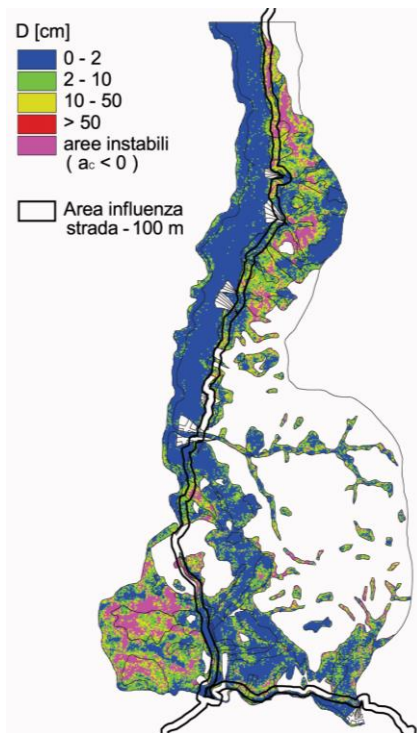 D [cm]
0 - 2
2 - 10
10 - 50
> 50
aree instabili
( ac < 0 )
Area influenza
strada - 100 m